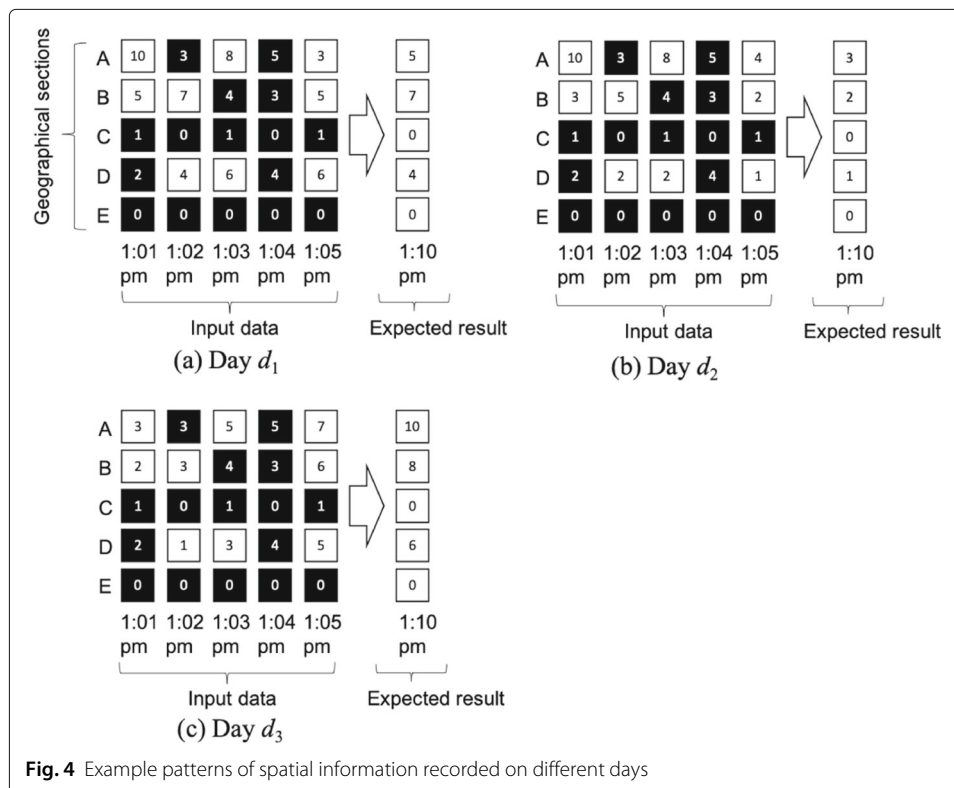 Geographical sections
A 10 3 8 5 3 5
B 5 7 4 3 5 7
C 1 0 1 0 1 0
D 2 4 6 4 6 4
E 0 0 0 0 0 0
1:01 1:02 1:03 1:04 1:05 1:10
pm pm pm pm pm pm
Input data Expected result
(a) Day d1
A 10 3 8 5 4 3
B 3 5 4 3 2 2
C 1 0 1 0 1 0
D 2 2 2 4 1 1
E 0 0 0 0 0 0
1:01 1:02 1:03 1:04 1:05 1:10
pm pm pm pm pm pm
Input data Expected result
(b) Day d2
A 3 3 5 5 7 10
B 2 3 4 3 6 8
C 1 0 1 0 1 0
D 2 1 3 4 5 6
E 0 0 0 0 0 0
1:01 1:02 1:03 1:04 1:05 1:10
pm pm pm pm pm pm
Input data Expected result
(c) Day d3
Fig. 4 Example patterns of spatial information recorded on different days